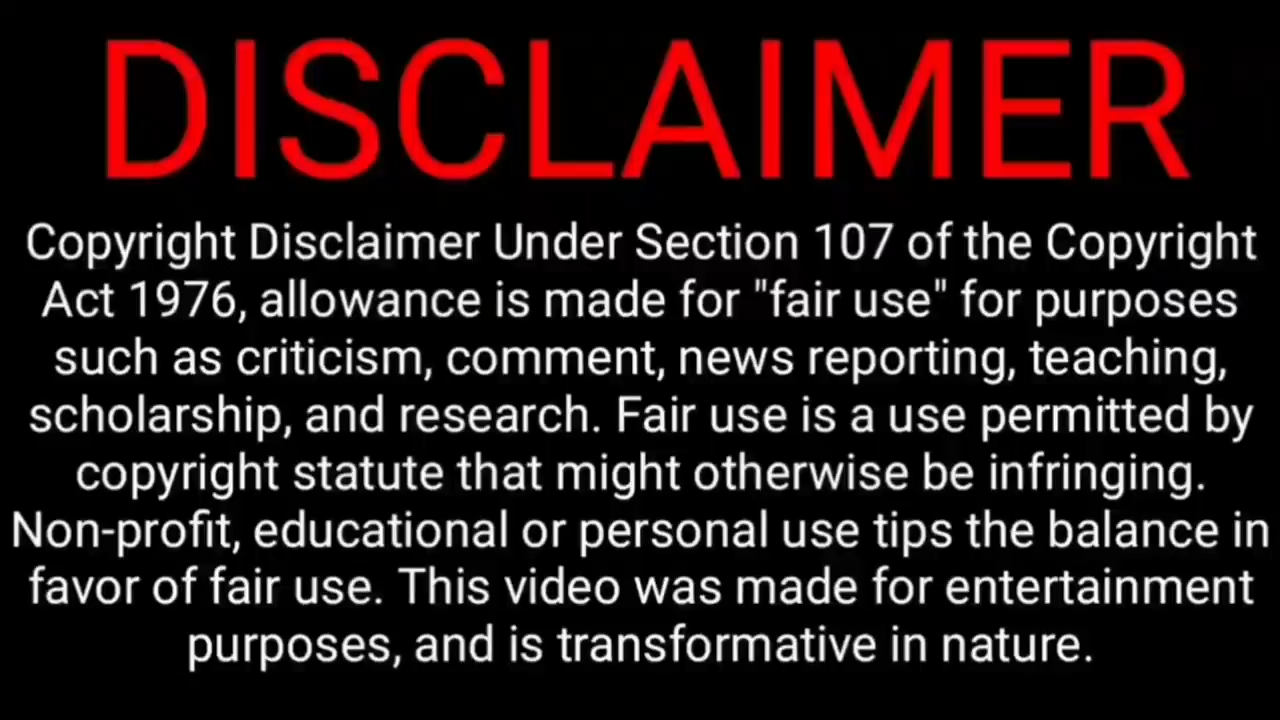 DISCLAIMER
Copyright Disclaimer Under Section 107 of the Copyright
Act 1976, allowance is made for "fair use" for purposes
such as criticism, comment, news reporting, teaching,
scholarship, and research. Fair use is a use permitted by
copyright statute that might otherwise be infringing.
Non-profit, educational or personal use tips the balance in
favor of fair use. This video was made for entertainment
purposes, and is transformative in nature.